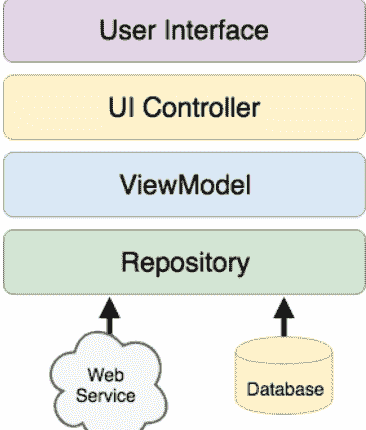 User Interface
UI Controller
ViewModel
Repository
Web
Service
Database